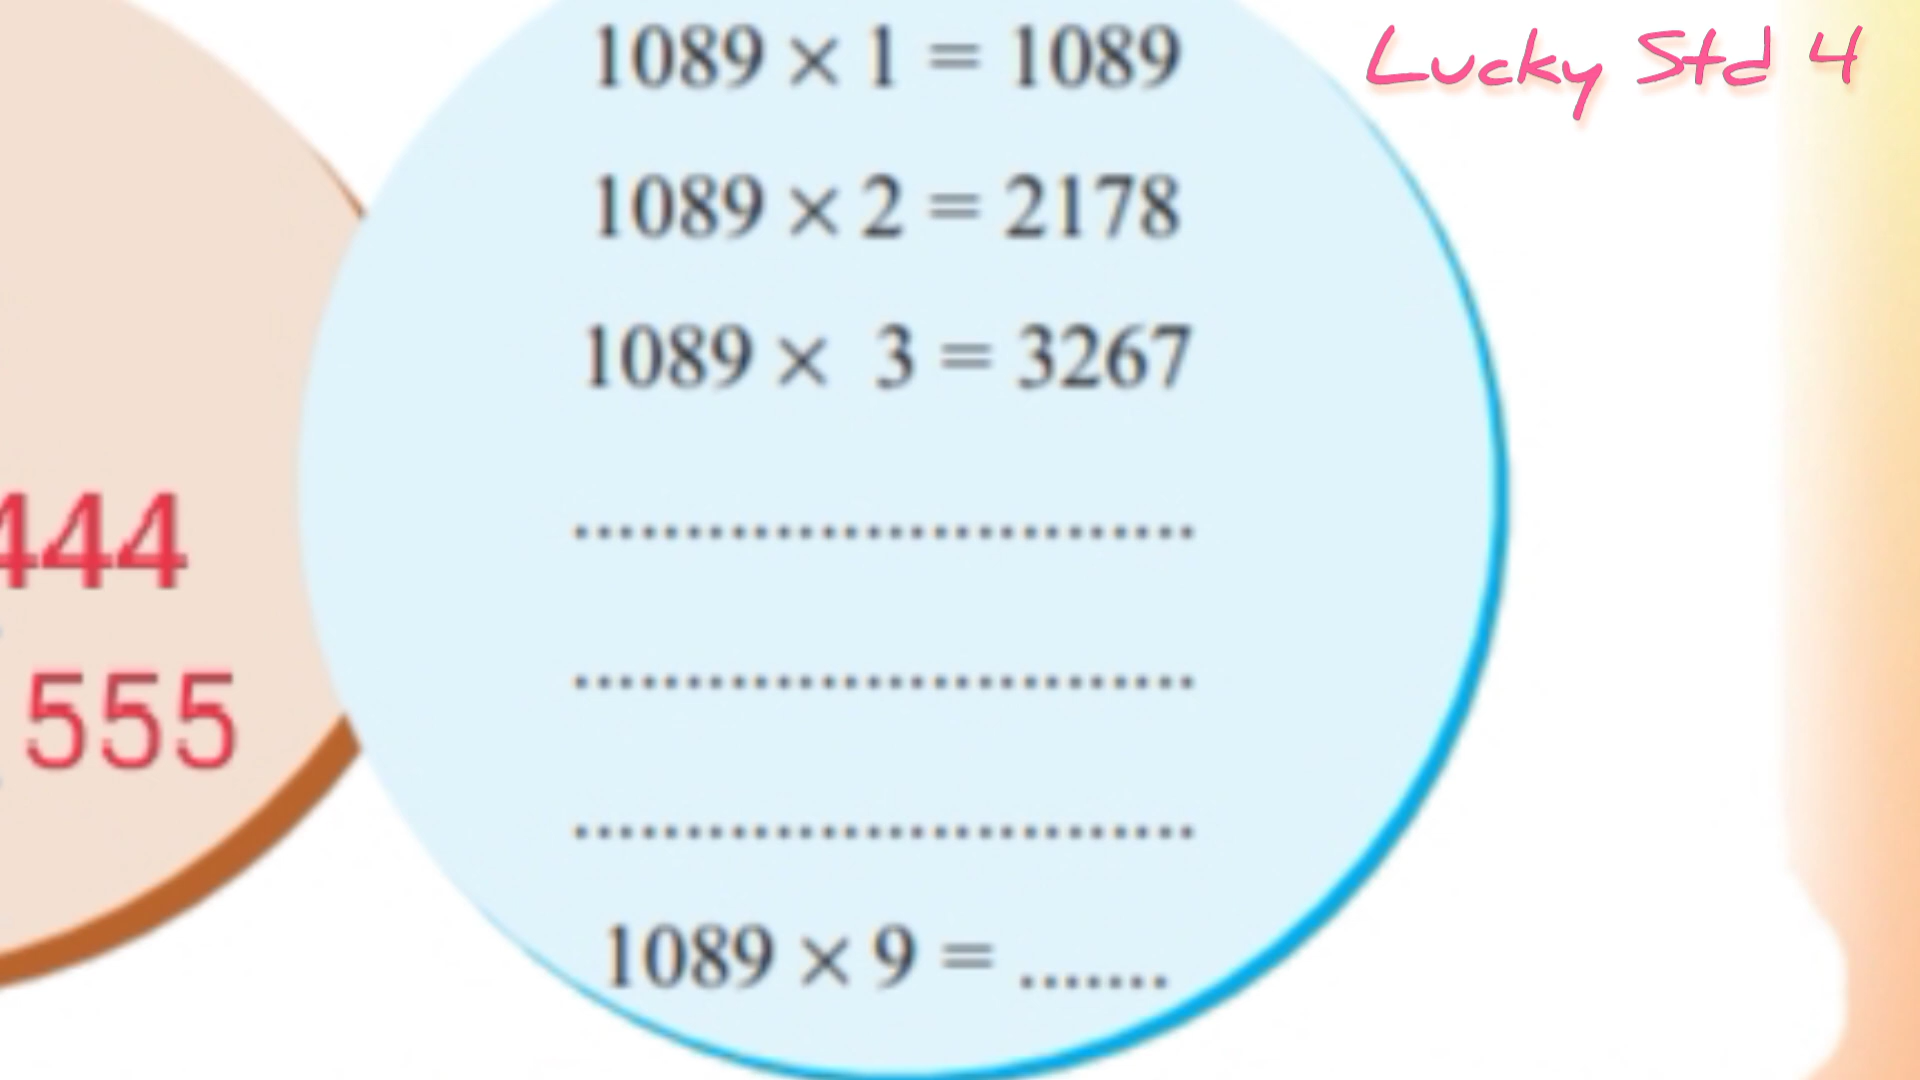 1089 × 1 = 1089
Lucky Std 4
1089 × 2 = 2178
1089 × 3 = 3267
444
555
..............................
..............................
..............................
1089 × 9 = .......